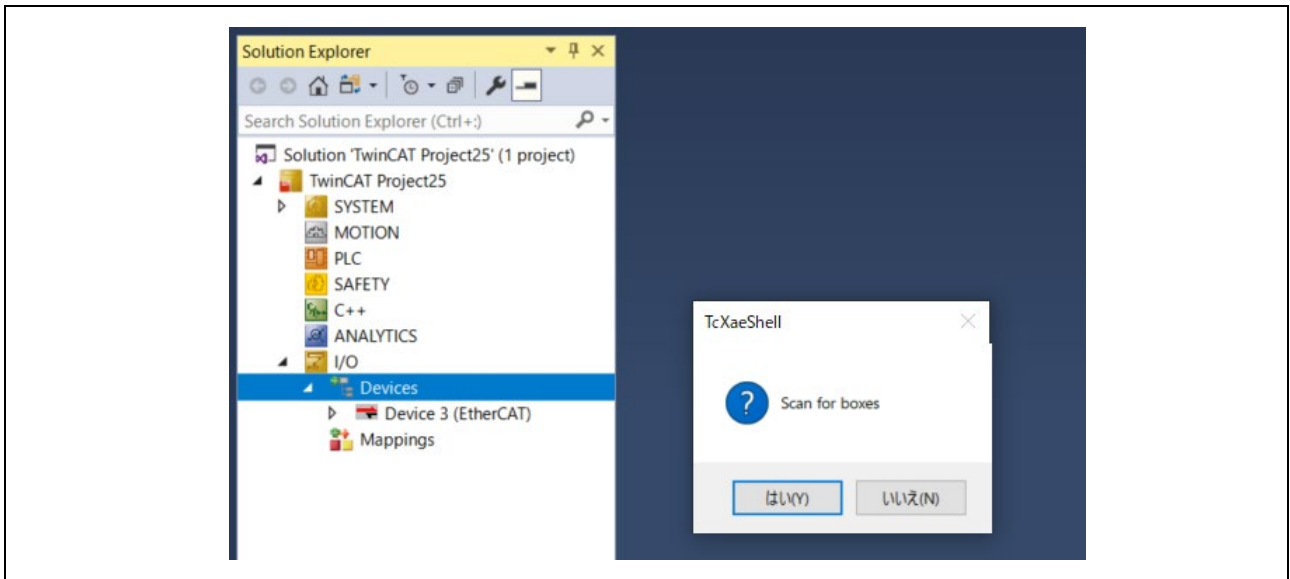 Solution Explorer
Search Solution Explorer (Ctrl+:)
Solution 'TwinCAT Project25' (1 project)
TwinCAT Project25
SYSTEM
MOTION
PLC
SAFETY
C++
ANALYTICS
I/O
Devices
Device 3 (EtherCAT)
Mappings
TcXaeShell
Scan for boxes
はい(Y)
いいえ(N)